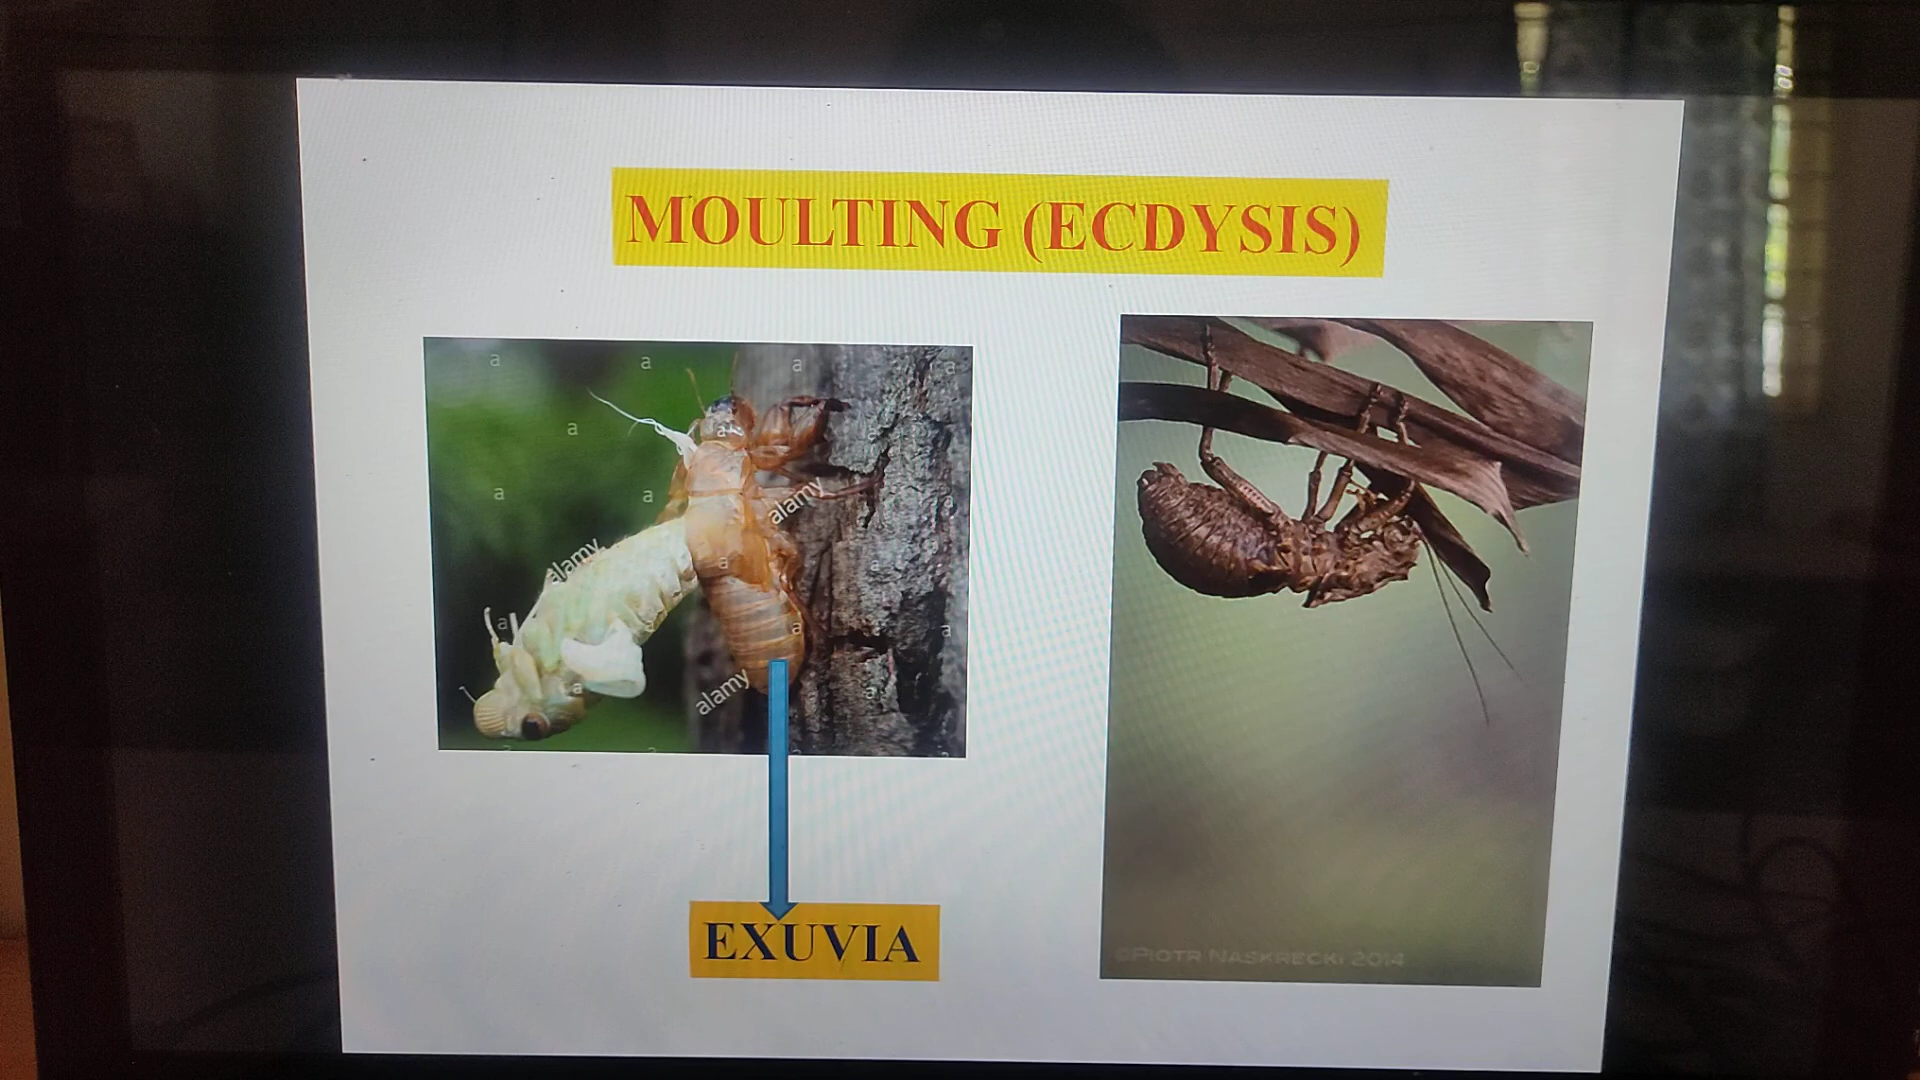 MOULTING (ECDYSIS)
a a a a
a a
a a alamy a
alamy a a
a a a a
alamy a a
EXUVIA
©PIOTR NASKRECKI 2014